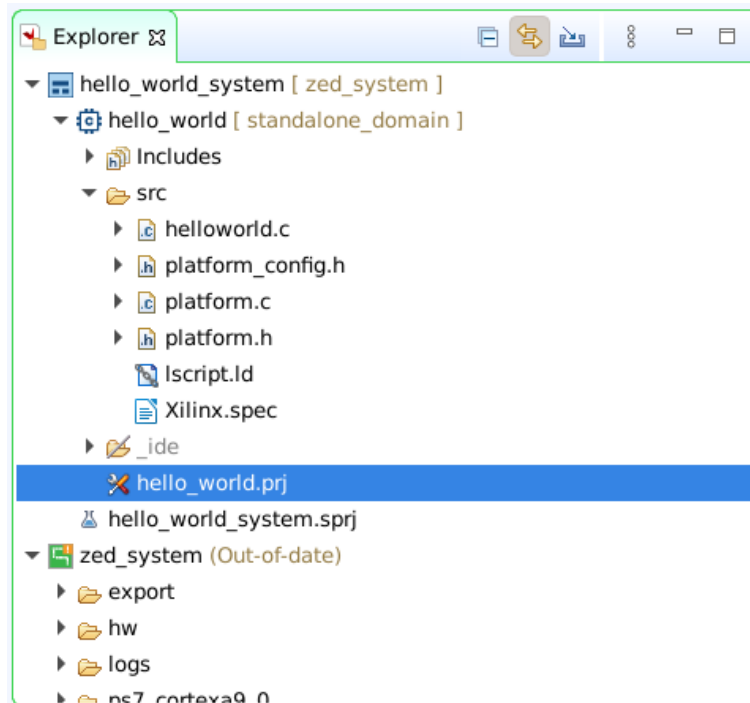 Explorer
hello_world_system [ zed_system ]
hello_world [ standalone_domain ]
Includes
src
helloworld.c
platform_config.h
platform.c
platform.h
lscript.ld
Xilinx.spec
_ide
hello_world.prj
hello_world_system.sprj
zed_system (Out-of-date)
export
hw
logs
ps7_cortexa9_0